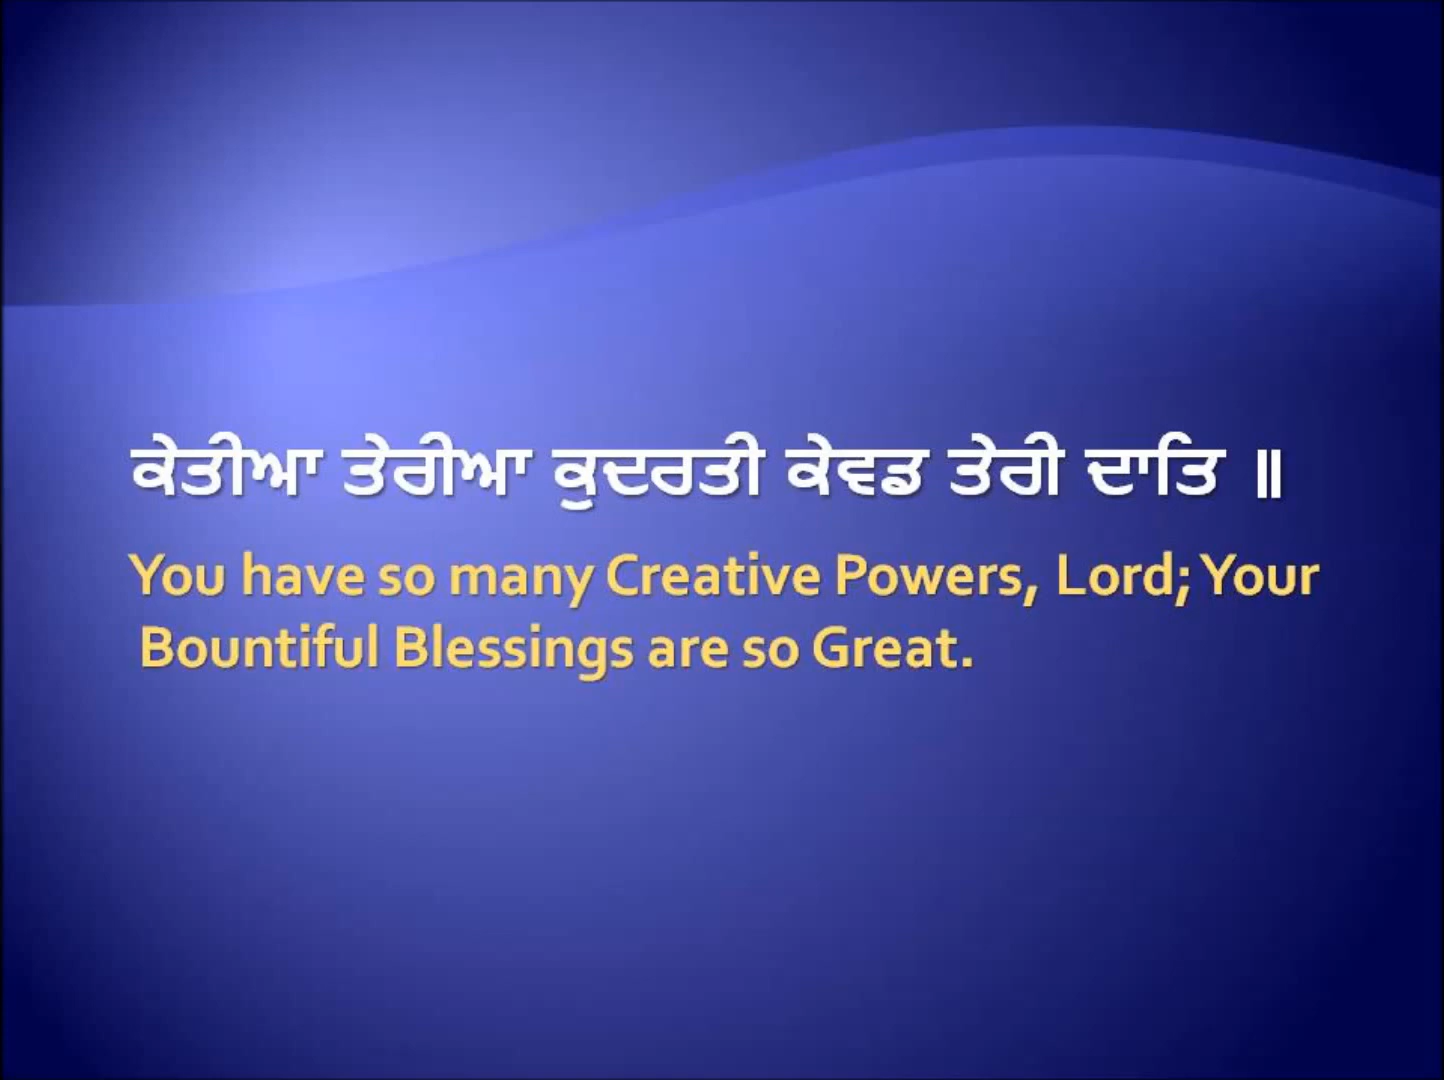 ਕੇਤੀਆ ਤੇਰੀਆ ਕੁਦਰਤੀ ਕੇਵਡ ਤੇਰੀ ਦਾਤਿ ॥
You have so many Creative Powers, Lord; Your
Bountiful Blessings are so Great.